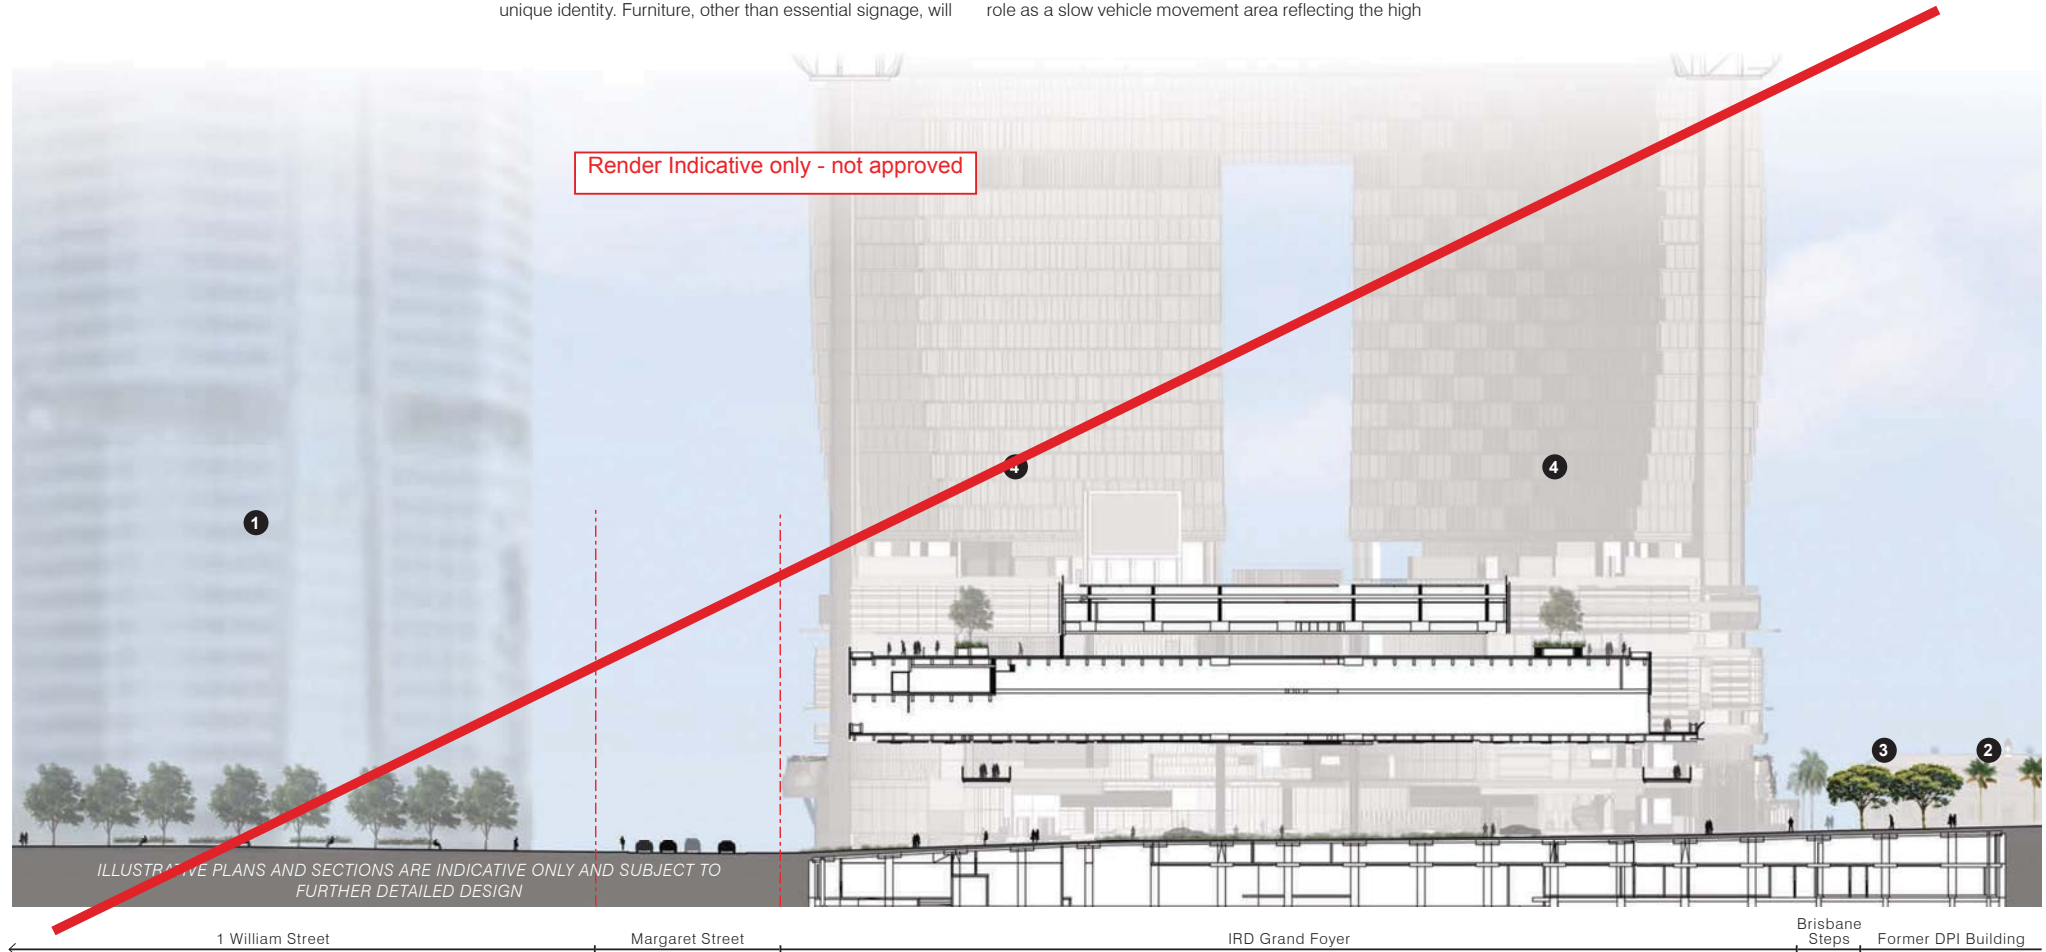 unique identity. Furniture, other than essential signage, will
role as a slow vehicle movement area reflecting the high
Render Indicative only - not approved
4
4
1
3
2
ILLUSTRATIVE PLANS AND SECTIONS ARE INDICATIVE ONLY AND SUBJECT TO
FURTHER DETAILED DESIGN
1 William Street
Margaret Street
IRD Grand Foyer
Brisbane
Steps
Former DPI Building